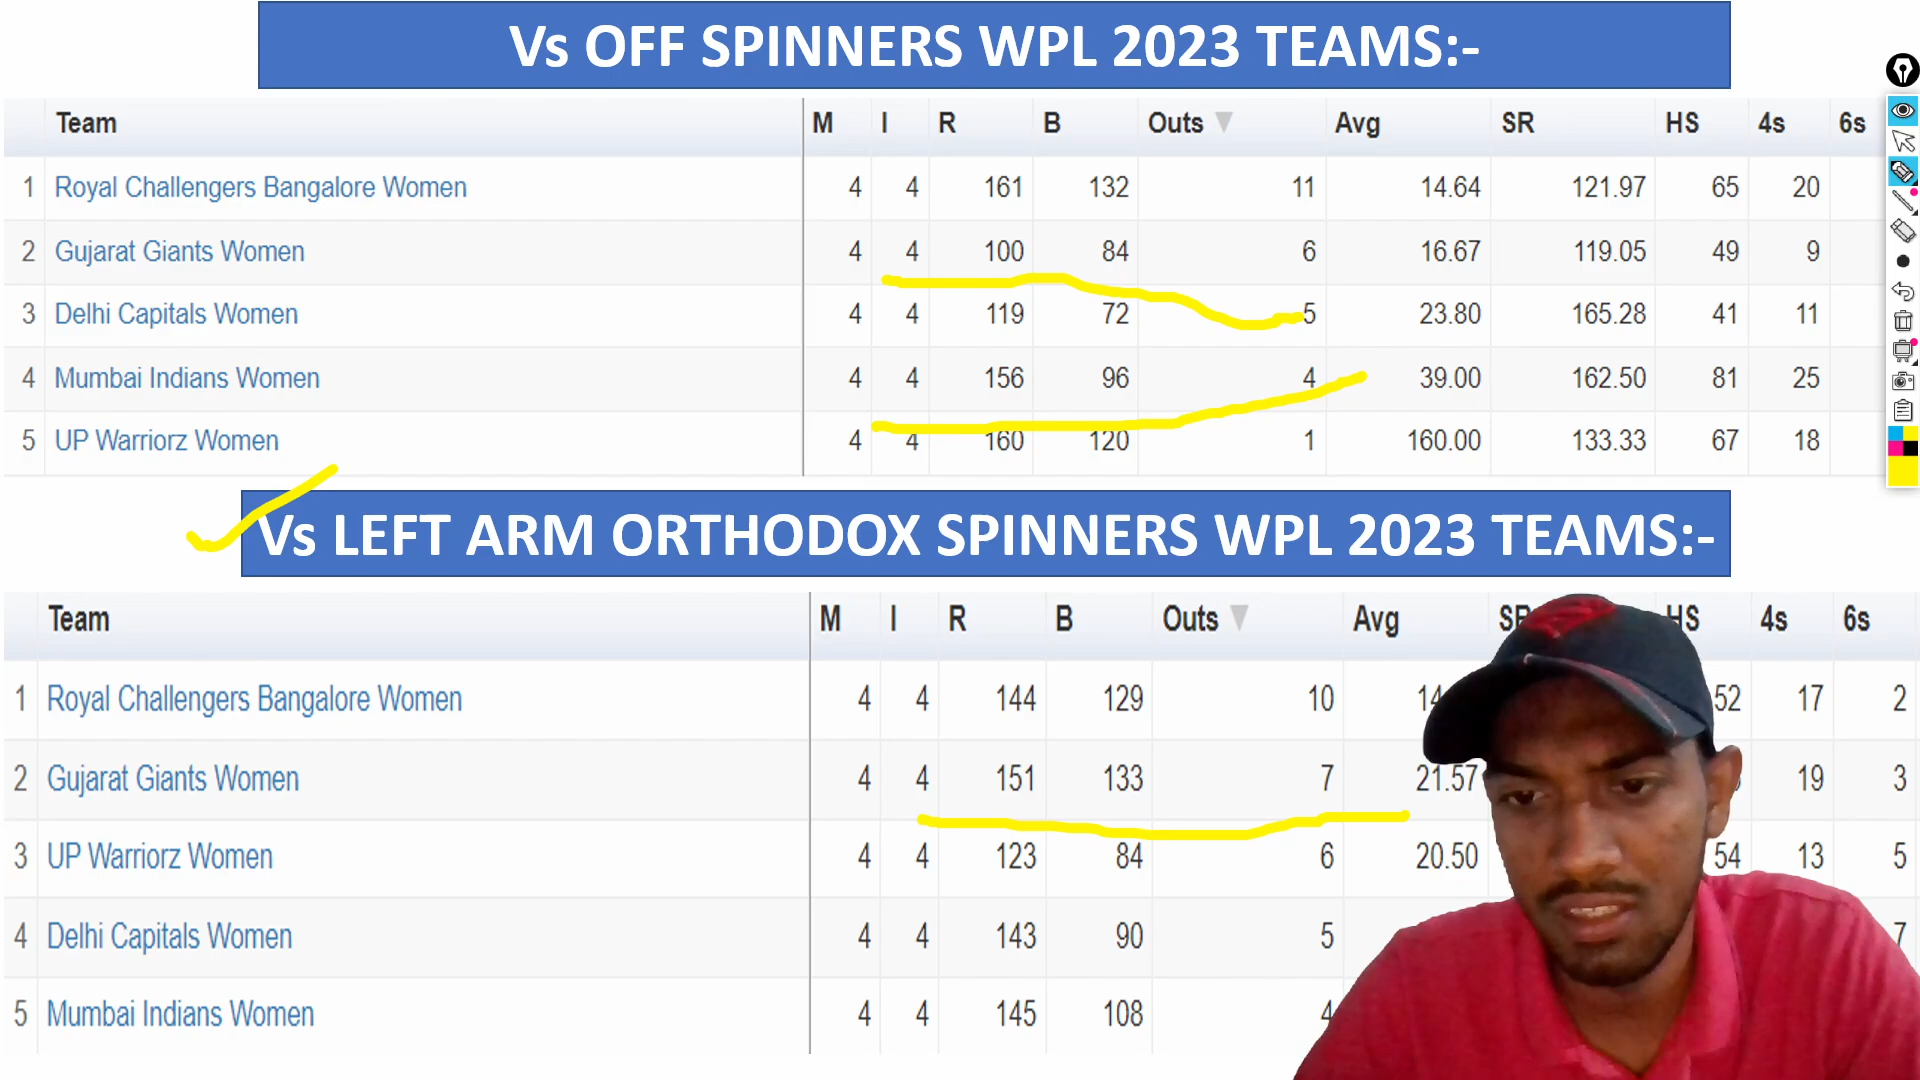 Vs OFF SPINNERS WPL 2023 TEAMS:-
Team M I R B Outs Avg SR HS 4s 6s
1 Royal Challengers Bangalore Women 4 4 161 132 11 14.64 121.97 65 20
2 Gujarat Giants Women 4 4 100 84 6 16.67 119.05 49 9
3 Delhi Capitals Women 4 4 119 72 5 23.80 165.28 41 11
4 Mumbai Indians Women 4 4 156 96 4 39.00 162.50 81 25
5 UP Warriorz Women 4 4 160 120 1 160.00 133.33 67 18
Vs LEFT ARM ORTHODOX SPINNERS WPL 2023 TEAMS:-
Team M I R B Outs Avg HS 4s 6s
1 Royal Challengers Bangalore Women 4 4 144 129 10 52 17 2
2 Gujarat Giants Women 4 4 151 133 7 21.57 19 3
3 UP Warriorz Women 4 4 123 84 6 20.50 54 13 5
4 Delhi Capitals Women 4 4 143 90 5 7
5 Mumbai Indians Women 4 4 145 108 4